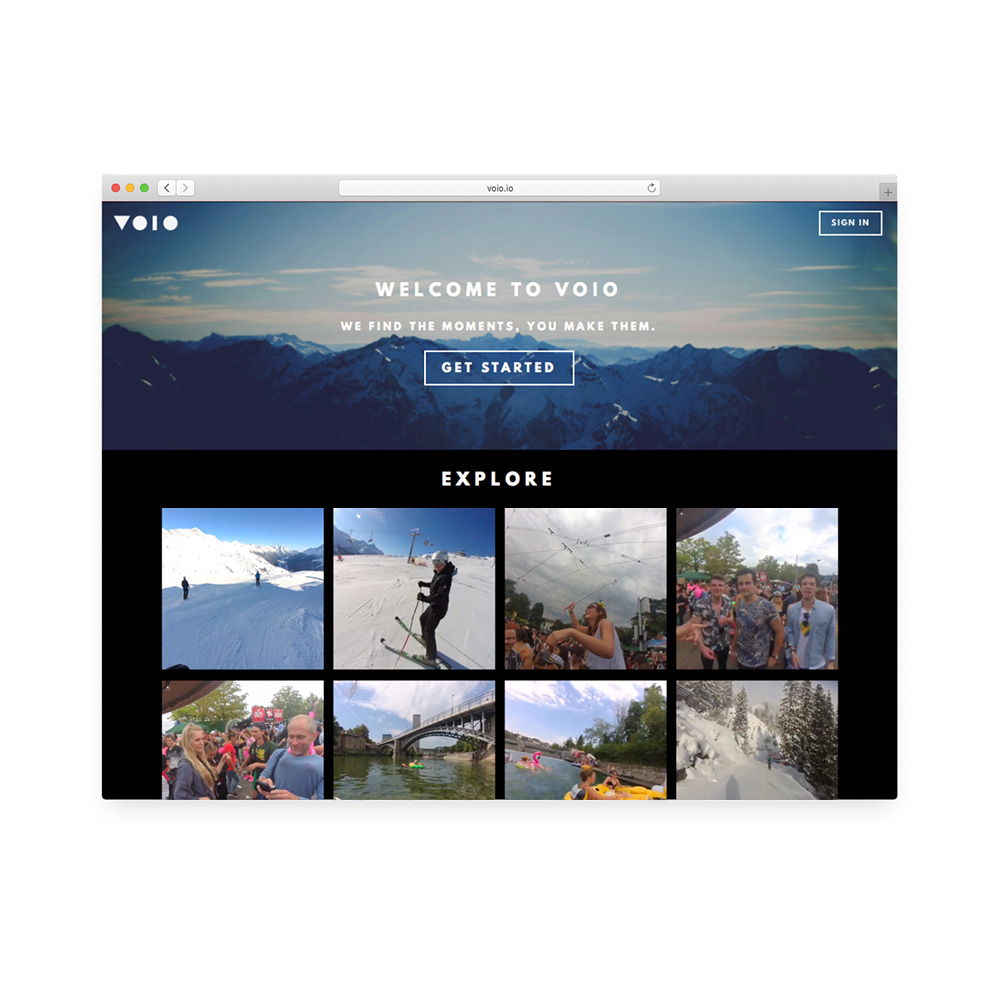 voio.io
VOIO
SIGN IN
WELCOME TO VOIO
WE FIND THE MOMENTS, YOU MAKE THEM.
GET STARTED
EXPLORE